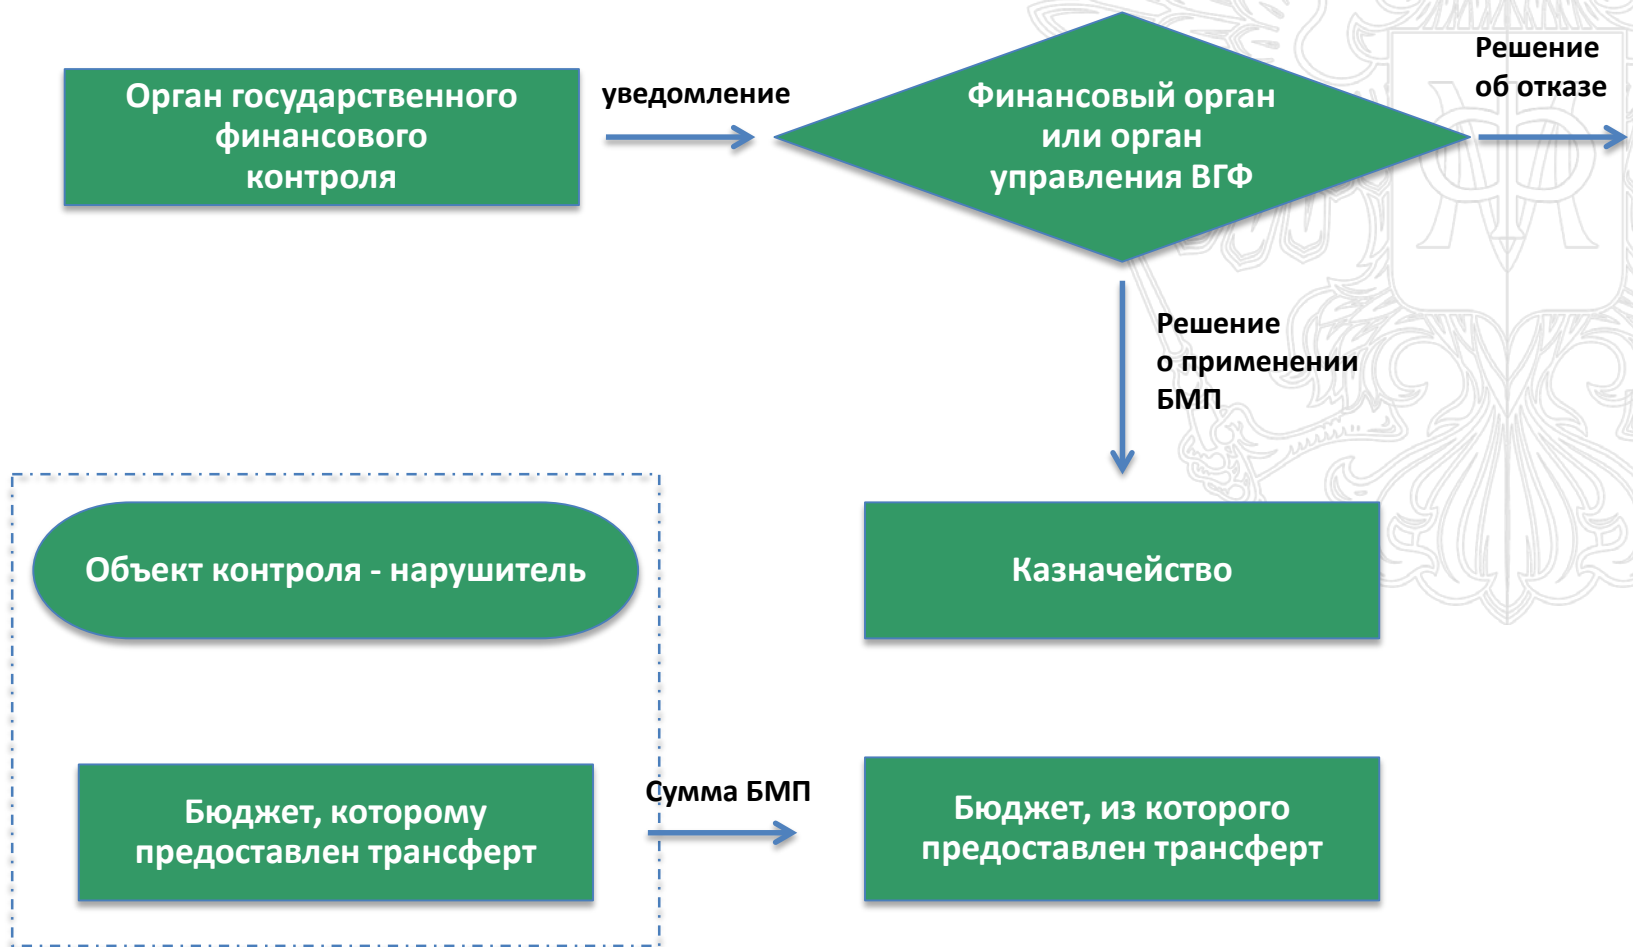 Орган государственного
финансового
контроля
уведомление
Финансовый орган
или орган
управления ВГФ
Решение
об отказе
Решение
о применении
БМП
Объект контроля - нарушитель
Казначейство
Бюджет, которому
предоставлен трансферт
Сумма БМП
Бюджет, из которого
предоставлен трансферт